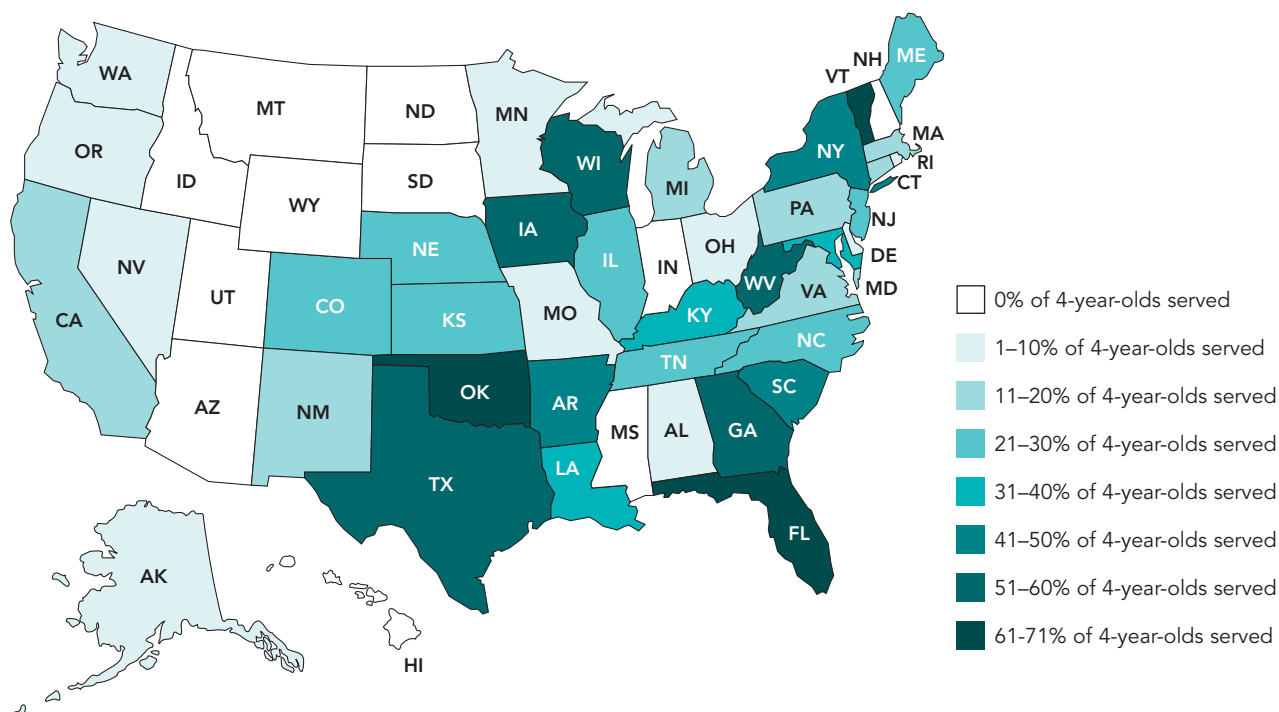 ME
NH
VT
WA
MT
ND
MN
OR
ID
SD
WI
NY
MA
RI
CT
WY
MI
PA
NJ
NE
IA
OH
DE
NV
UT
CO
IL
IN
WV
MD
VA
CA
KS
MO
KY
NC
TN
AZ
NM
OK
AR
SC
MS
AL
GA
LA
TX
FL
AK
HI
0% of 4-year-olds served
1–10% of 4-year-olds served
11–20% of 4-year-olds served
21–30% of 4-year-olds served
31–40% of 4-year-olds served
41–50% of 4-year-olds served
51–60% of 4-year-olds served
61-71% of 4-year-olds served